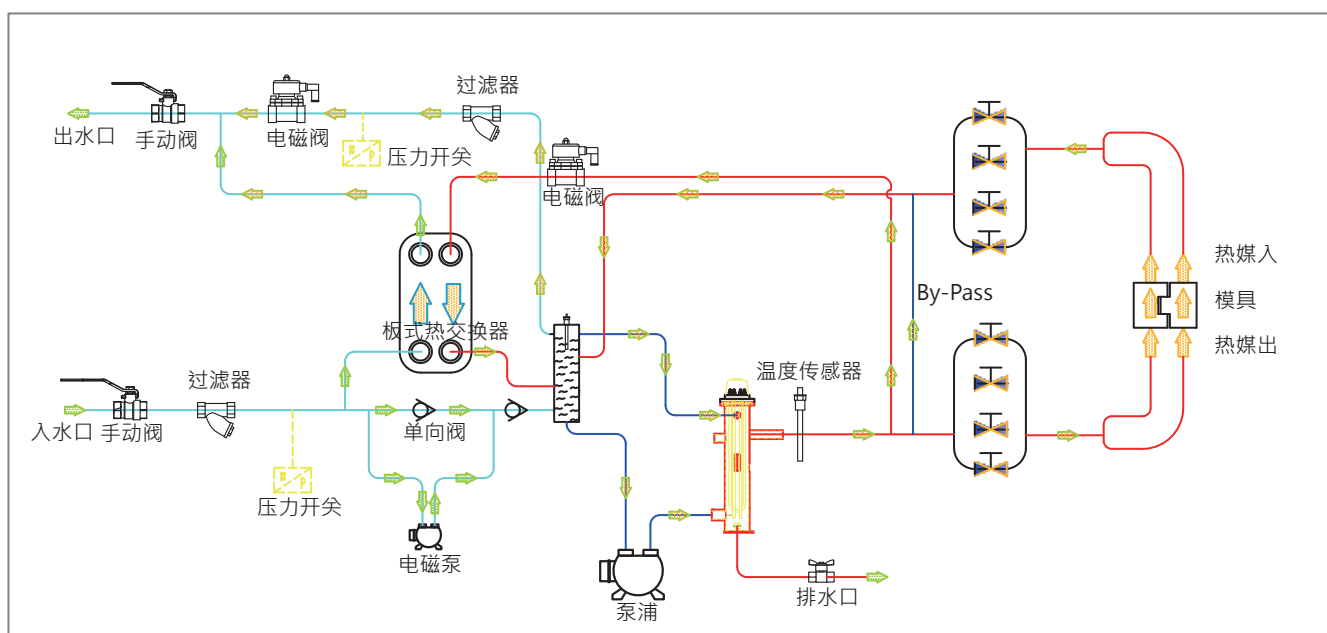 过滤器
出水口
手动阀
电磁阀
压力开关
电磁阀
热媒入
By-Pass
模具
板式热交换器
热媒出
温度传感器
过滤器
入水口
手动阀
单向阀
压力开关
电磁泵
泵浦
排水口